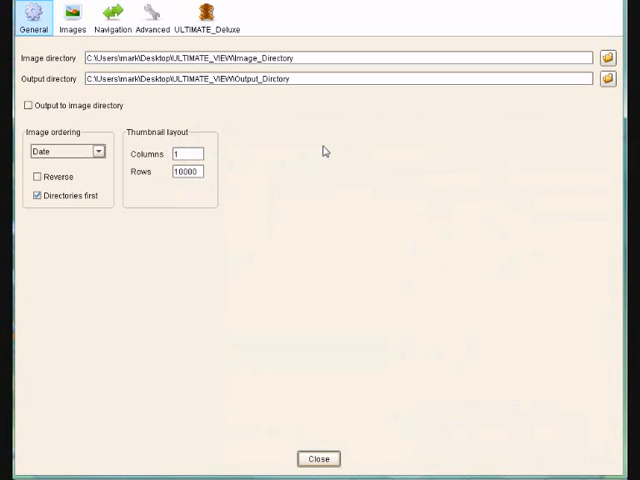 General Images Navigation Advanced ULTIMATE_Deluxe
Image directory C:\Users\mark\Desktop\ULTIMATE_VIEW\Image_Directory
Output directory C:\Users\mark\Desktop\ULTIMATE_VIEW\Output_Dirctory
Output to image directory
Image ordering Thumbnail layout
Date Columns 1
Rows 10000
Reverse
Directories first
Close